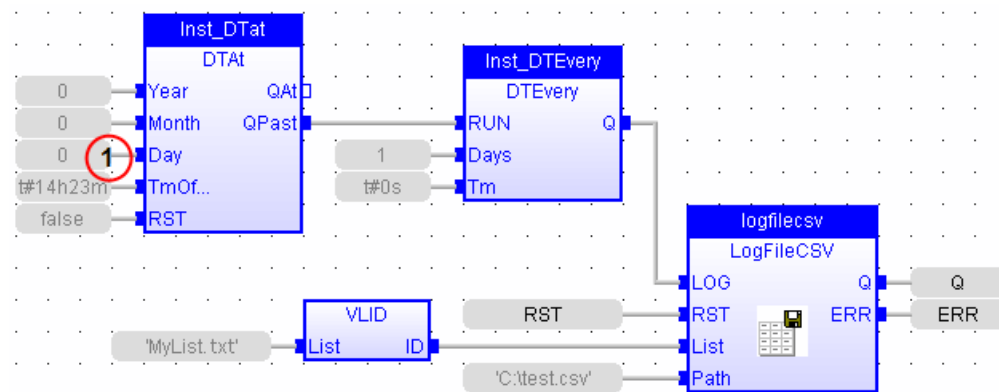 Inst_DTat
DTAt
Inst_DTEvery
0 Year QAt
DTEvery
0 Month QPast RUN Q
0 1 Day 1 Days
t#14h23m TmOf... t#0s Tm
false RST
logfilecsv
LogFileCSV
LOG Q Q
VLID RST RST ERR ERR
'MyList.txt' List ID List
'C:\test.csv' Path